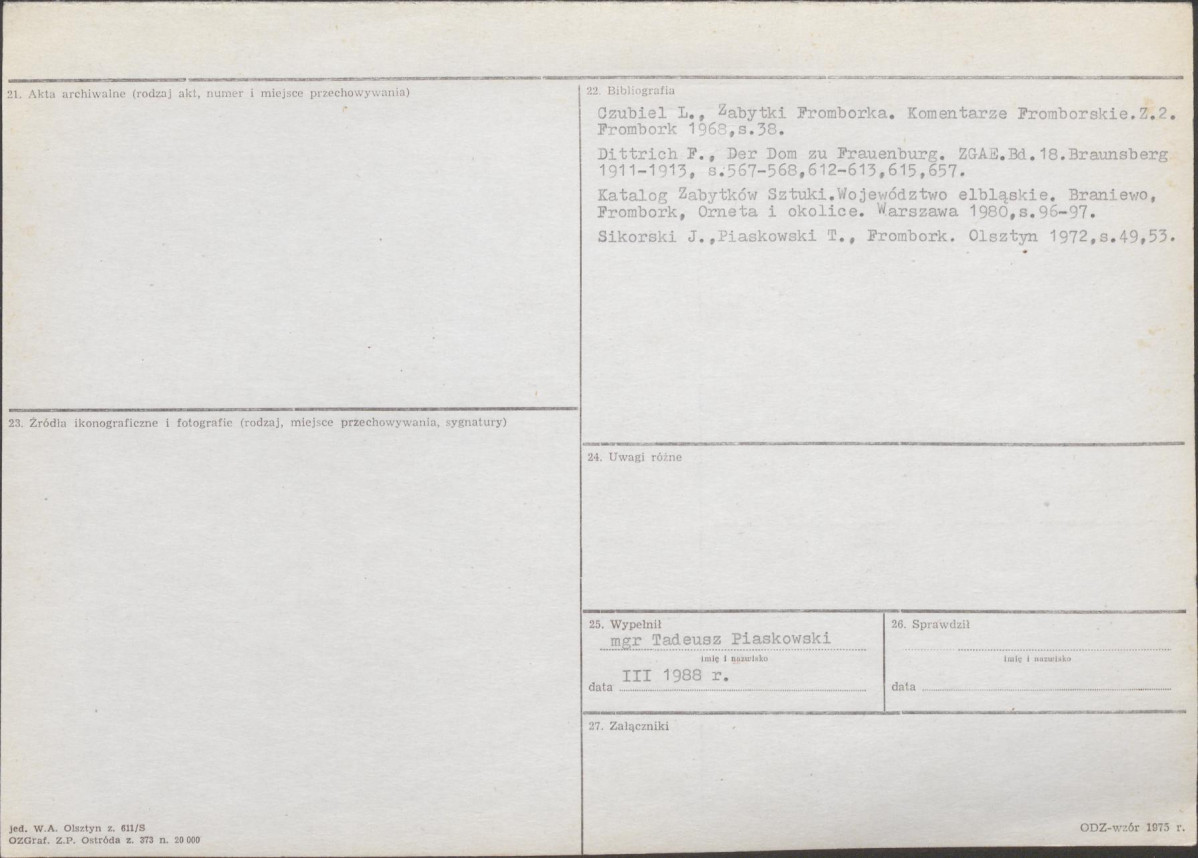 21. Akta archiwalne (rodzaj akt, numer i miejsce przechowywania)
22. Bibliografia
Czubiel L., Zabytki Fromborka. Komentarze Fromborskie.Z.2.
Frombork 1968,s.38.
Dittrich F., Der Dom zu Frauenburg. ZGAE.Bd.18.Braunsberg
1911-1913, s.567-568,612-613,615,657.
Katalog Zabytków Sztuki.Województwo elbląskie. Braniewo,
Frombork, Orneta i okolice. Warszawa 1980,s.96-97.
Sikorski J.,Piaskowski T., Frombork. Olsztyn 1972,s.49,53.
23. Źródła ikonograficzne i fotografie (rodzaj, miejsce przechowywania, sygnatury)
24. Uwagi różne
25. Wypełnił
mgr Tadeusz Piaskowski
imię i nazwisko
III 1988 r.
data
26. Sprawdził
imię i nazwisko
data
27. Załączniki
jed. W.A. Olsztyn z. 611/S
OZGraf. Z.P. Ostróda z. 373 n. 20 000
ODZ-wzór 1975 r.